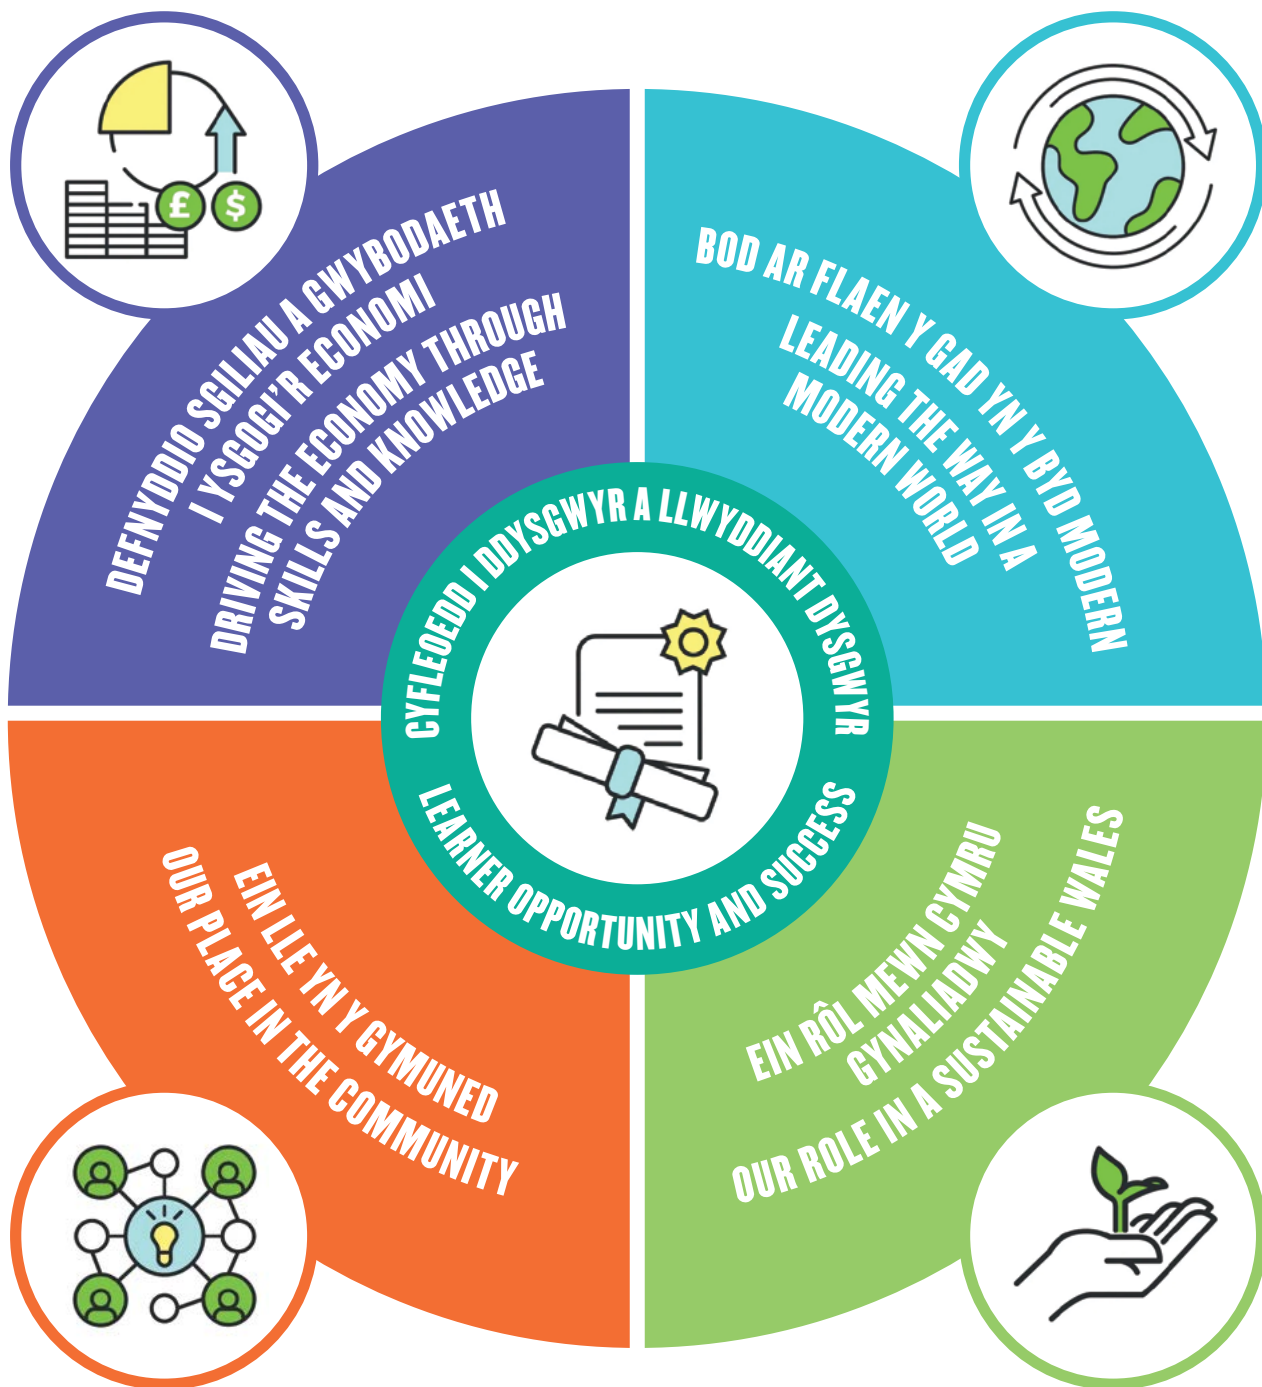 £ $
DEFNYDDIO SGILIAU A GWYBODAETH
I YSGOGI'R ECONOMI
DRIVING THE ECONOMY THROUGH
SKILLS AND KNOWLEDGE
BOD AR FLAEN Y GAD YN Y BYD MODERN
LEADING THE WAY IN A
MODERN WORLD
CYFLEOEDD I DDYSGWYR A LLWYDDIANT DYSGWYR
LEARNER OPPORTUNITY AND SUCCESS
EIN LLE YN Y GYMUNED
OUR PLACE IN THE COMMUNITY
EIN RÔL MEWN CYMRU
GYNALIADWY
OUR ROLE IN A SUSTAINABLE WALES